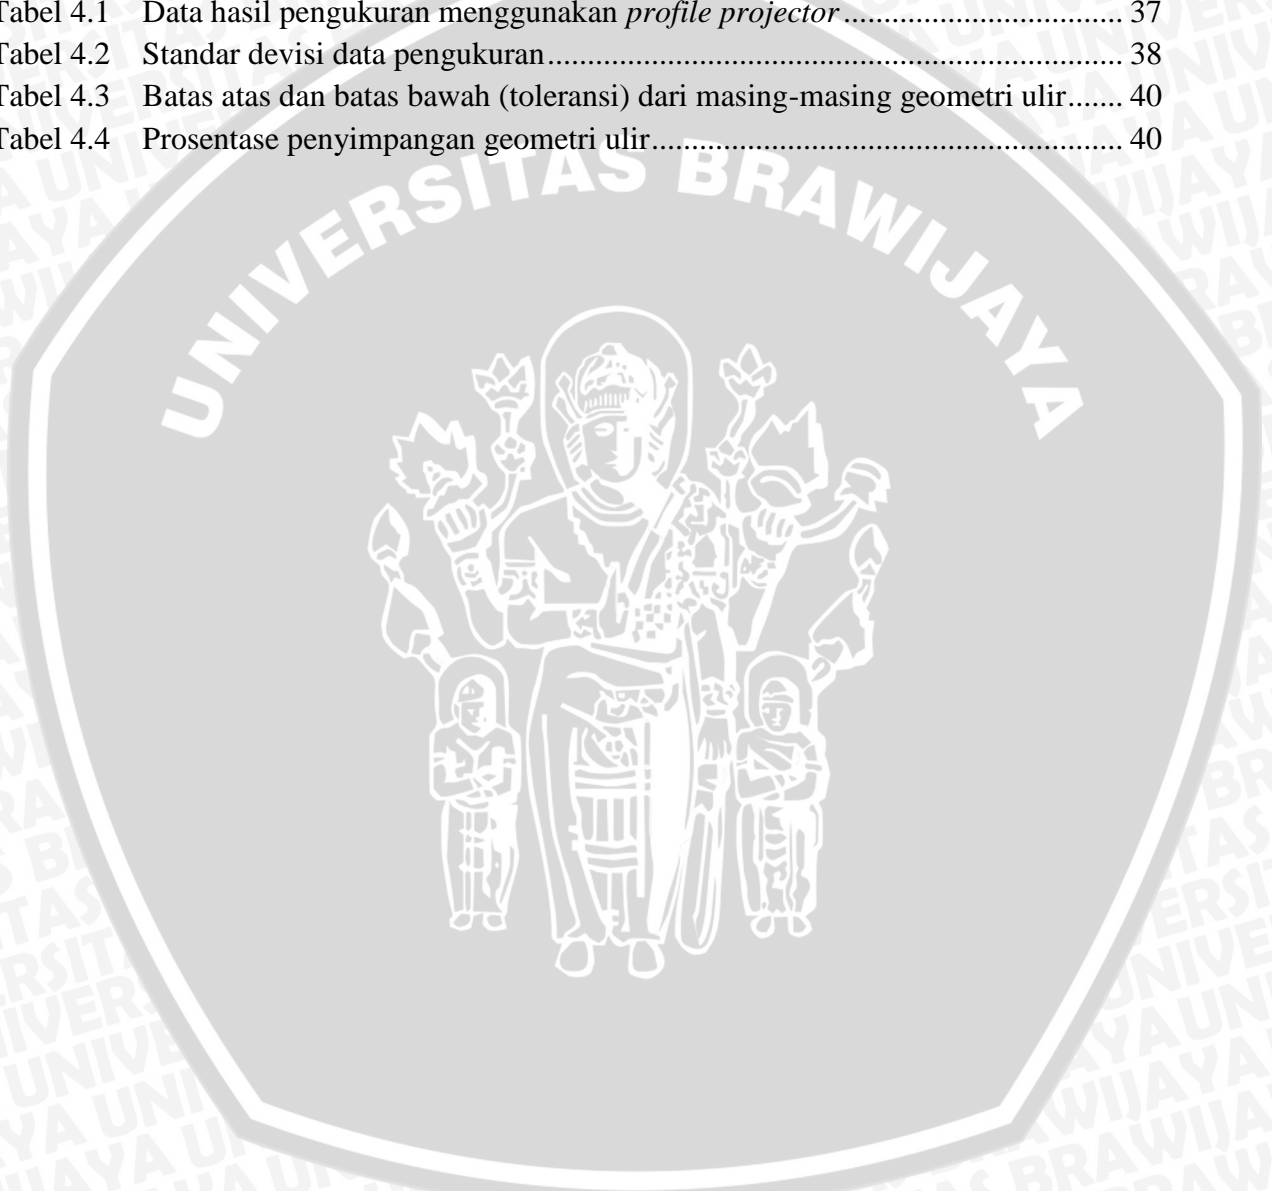 Tabel 4.1 Data hasil pengukuran menggunakan profile projector.................................. 37
Tabel 4.2 Standar devisi data pengukuran........................................................................ 38
Tabel 4.3 Batas atas dan batas bawah (toleransi) dari masing-masing geometri ulir....... 40
Tabel 4.4 Prosentase penyimpangan geometri ulir........................................................... 40
UNIVERSITAS BRAWIJAYA